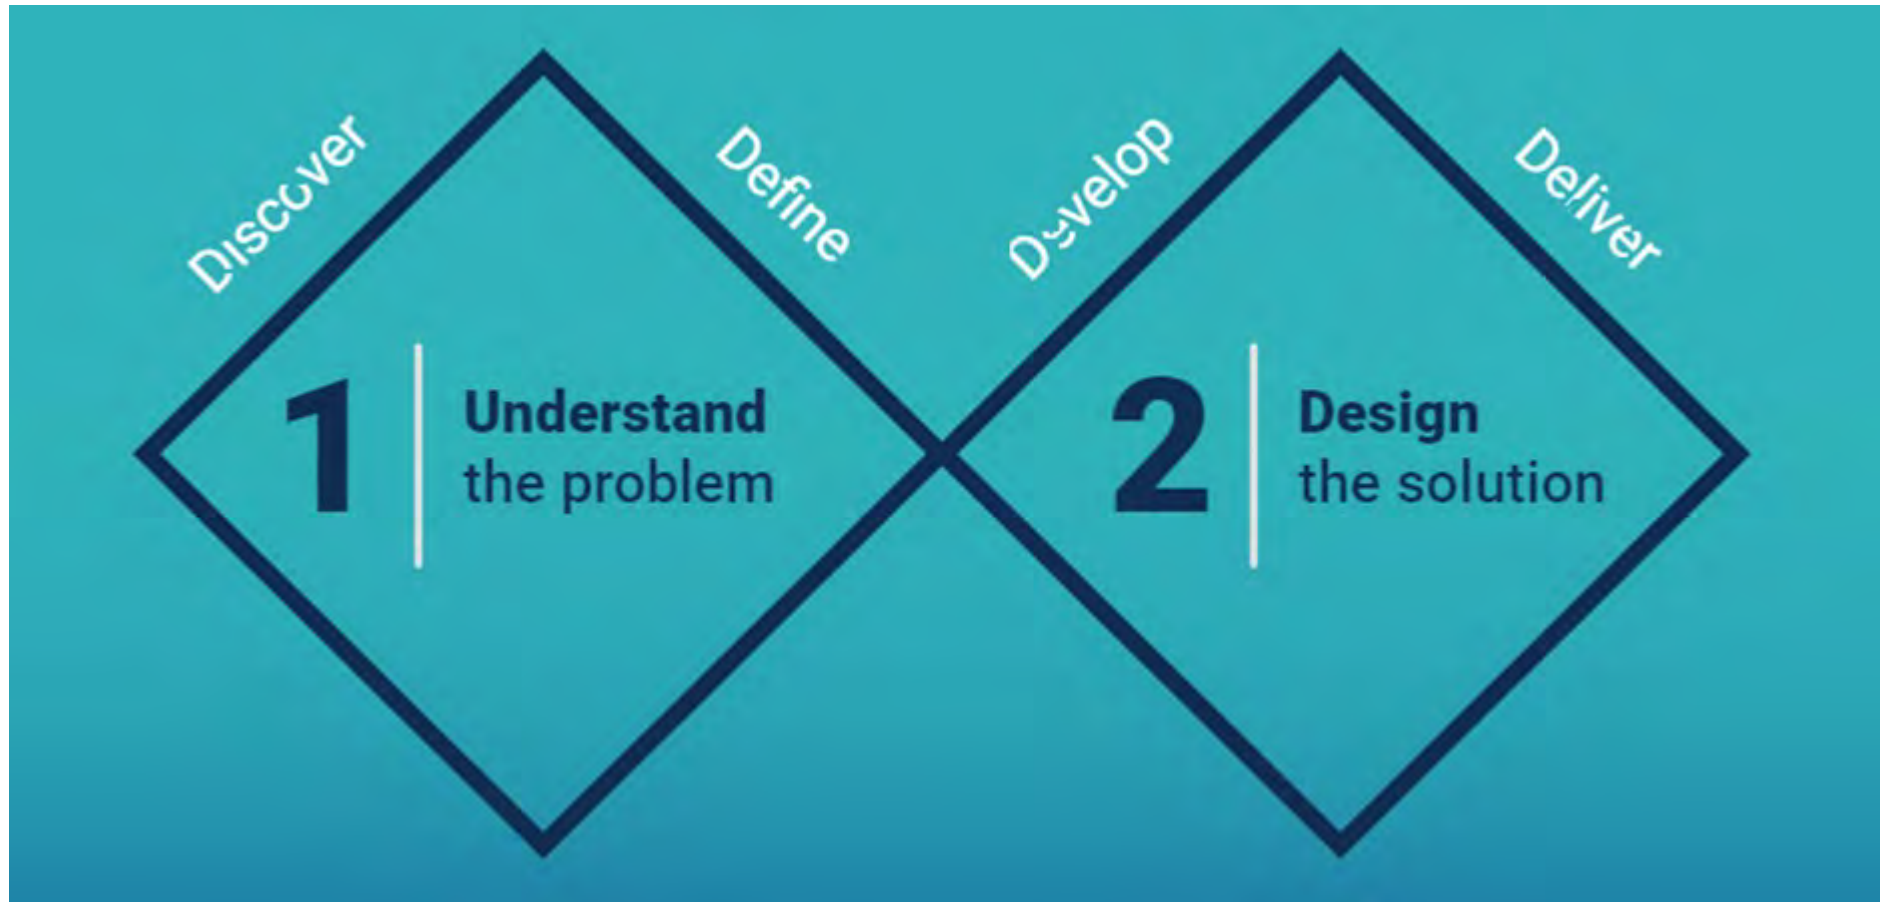 Discover
Define
Develop
Deliver
1
Understand
the problem
2
Design
the solution